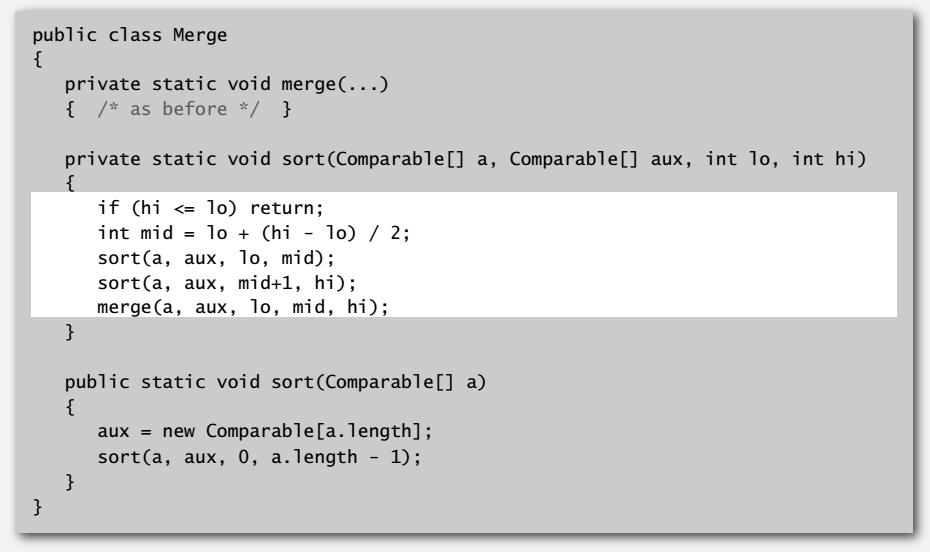 public class Merge
{
   private static void merge(...)
   {  /* as before */  }

   private static void sort(Comparable[] a, Comparable[] aux, int lo, int hi)
   {
      if (hi <= lo) return;
      int mid = lo + (hi - lo) / 2;
      sort(a, aux, lo, mid);
      sort(a, aux, mid+1, hi);
      merge(a, aux, lo, mid, hi);
   }

   public static void sort(Comparable[] a)
   {
      aux = new Comparable[a.length];
      sort(a, aux, 0, a.length - 1);
   }
}